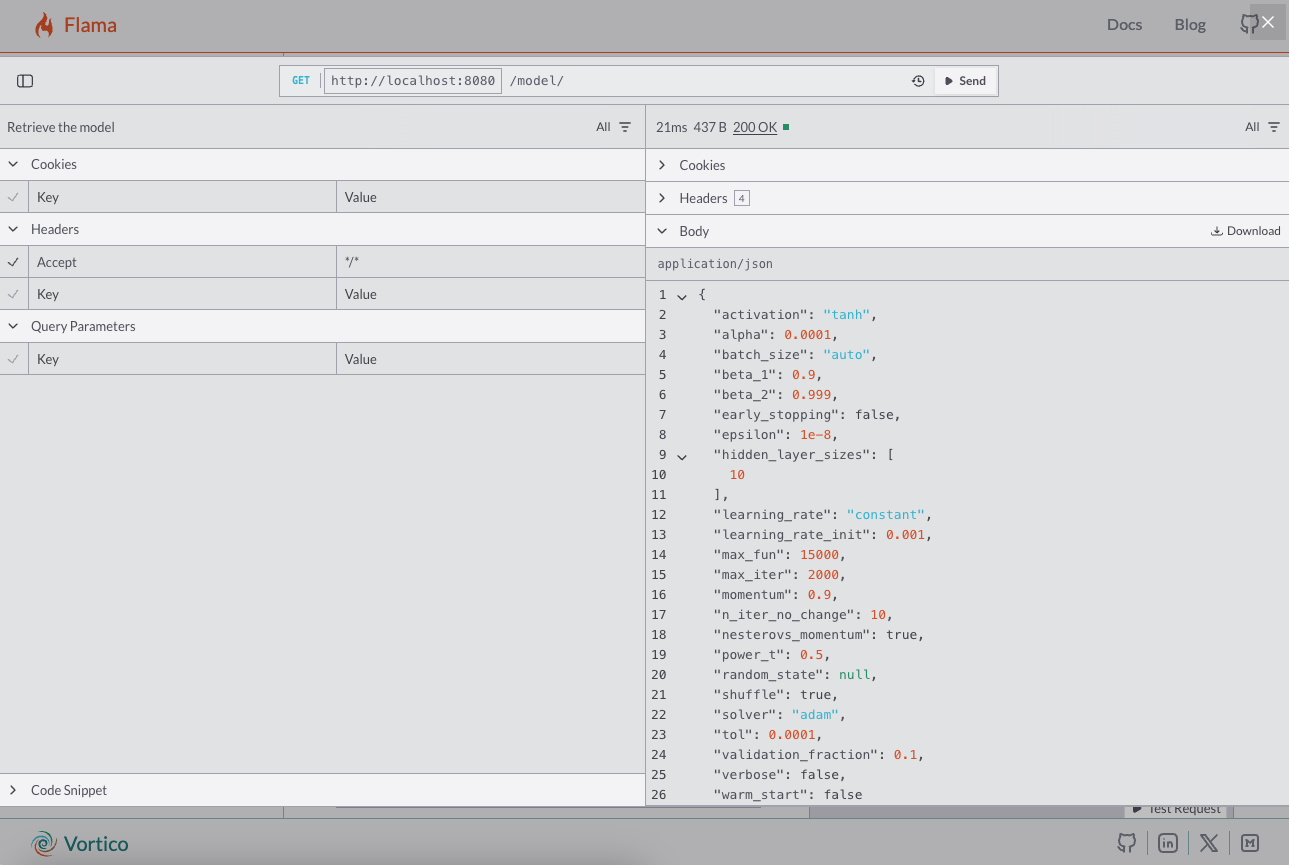 Flama
Docs
Blog
GET http://localhost:8080 /model/
Send
Retrieve the model
All
Cookies
Key Value
Headers
Accept */*
Key Value
Query Parameters
Key Value
Code Snippet
21ms 437 B 200 OK
All
Cookies
Headers 4
Body
Download
application/json
1 {
2 "activation": "tanh",
3 "alpha": 0.0001,
4 "batch_size": "auto",
5 "beta_1": 0.9,
6 "beta_2": 0.999,
7 "early_stopping": false,
8 "epsilon": 1e-8,
9 "hidden_layer_sizes": [
10 10
11 ],
12 "learning_rate": "constant",
13 "learning_rate_init": 0.001,
14 "max_fun": 15000,
15 "max_iter": 2000,
16 "momentum": 0.9,
17 "n_iter_no_change": 10,
18 "nesterovs_momentum": true,
19 "power_t": 0.5,
20 "random_state": null,
21 "shuffle": true,
22 "solver": "adam",
23 "tol": 0.0001,
24 "validation_fraction": 0.1,
25 "verbose": false,
26 "warm_start": false
Test Request
Vortico